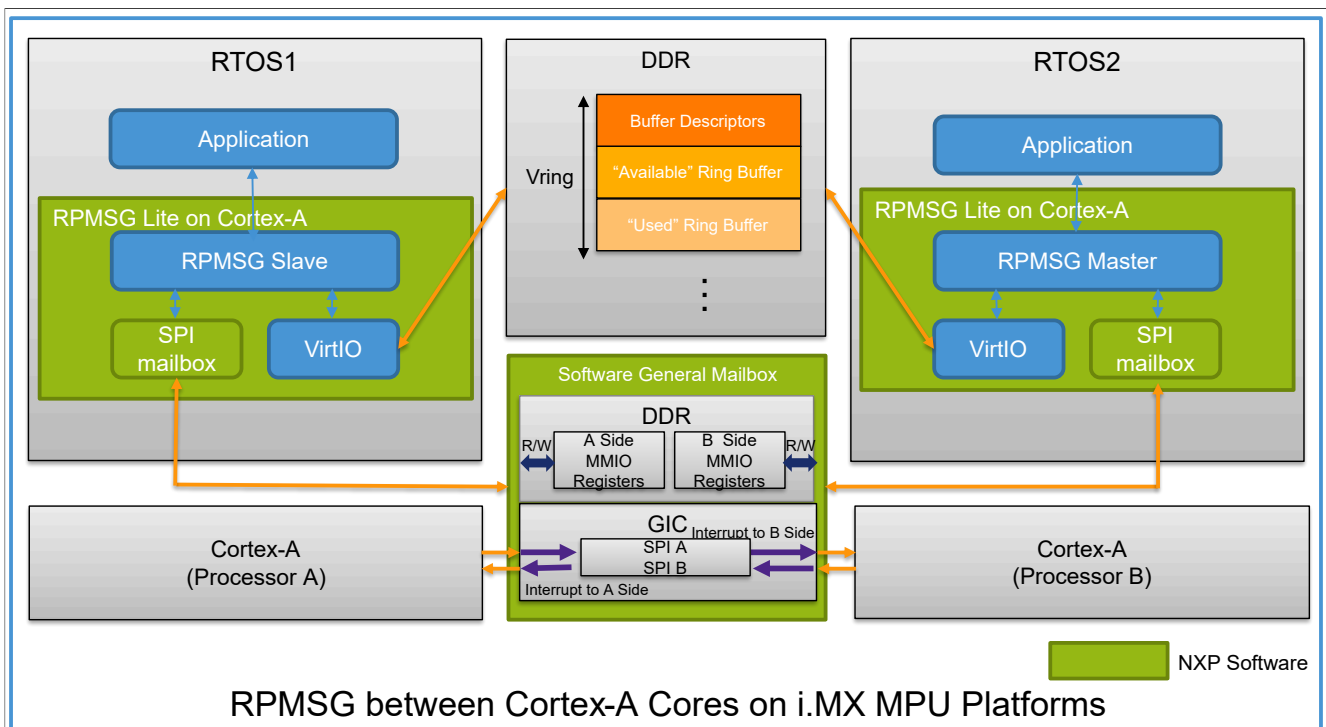 RTOS1
Application
RPMSG Lite on Cortex-A
RPMSG Slave
SPI
mailbox
VirtIO
DDR
Vring
Buffer Descriptors
“Available” Ring Buffer
“Used” Ring Buffer
⋮
RTOS2
Application
RPMSG Lite on Cortex-A
RPMSG Master
VirtIO
SPI
mailbox
Software General Mailbox
DDR
R/W
A Side
MMIO
Registers
B Side
MMIO
Registers
R/W
GIC
Interrupt to B Side
SPI A
SPI B
Interrupt to A Side
Cortex-A
(Processor A)
Cortex-A
(Processor B)
NXP Software
RPMSG between Cortex-A Cores on i.MX MPU Platforms